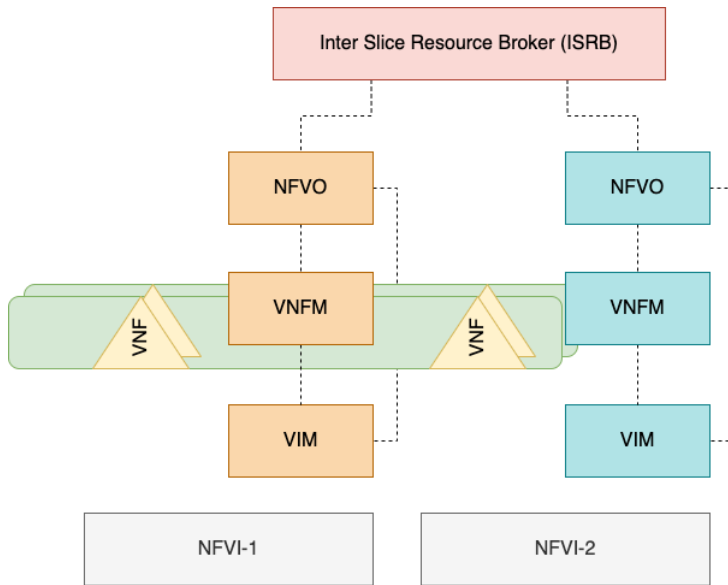 Inter Slice Resource Broker (ISRB)
NFVO
NFVO
VNF
VNFM
VNF
VNFM
VIM
VIM
NFVI-1
NFVI-2